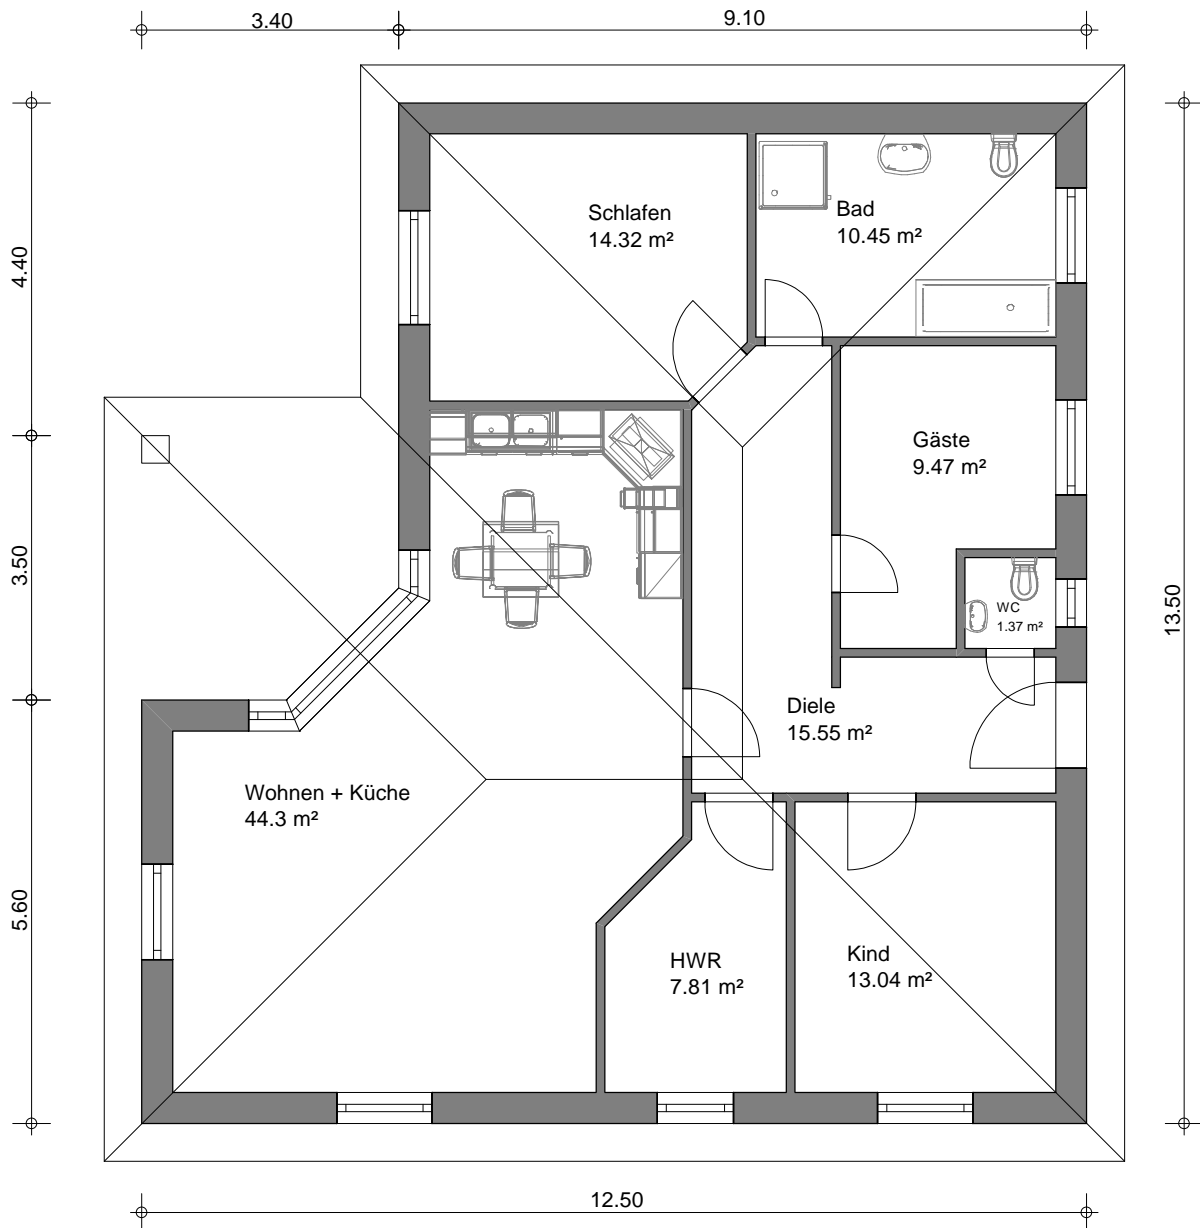 3.40
9.10
4.40
3.50
5.60
13.50
12.50
Schlafen
14.32 m²
Bad
10.45 m²
Gäste
9.47 m²
WC
1.37 m²
Diele
15.55 m²
Wohnen + Küche
44.3 m²
HWR
7.81 m²
Kind
13.04 m²